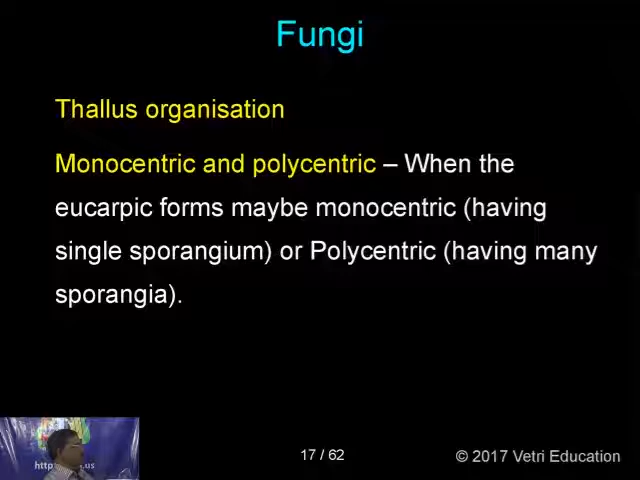 Fungi
Thallus organisation
Monocentric and polycentric – When the
eucarpic forms maybe monocentric (having
single sporangium) or Polycentric (having many
sporangia).
17 / 62
© 2017 Vetri Education